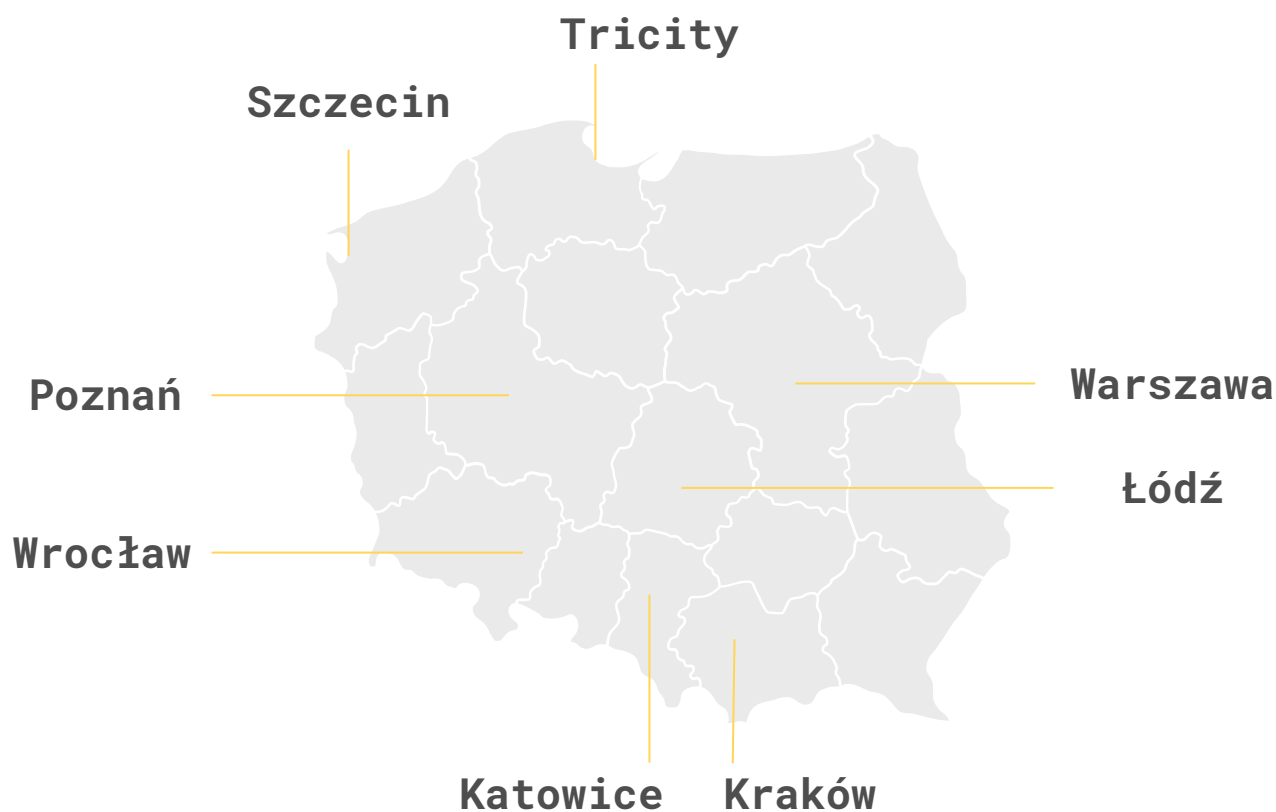 Tricity
Szczecin
Warszawa
Poznań
Łódź
Wrocław
Katowice
Kraków